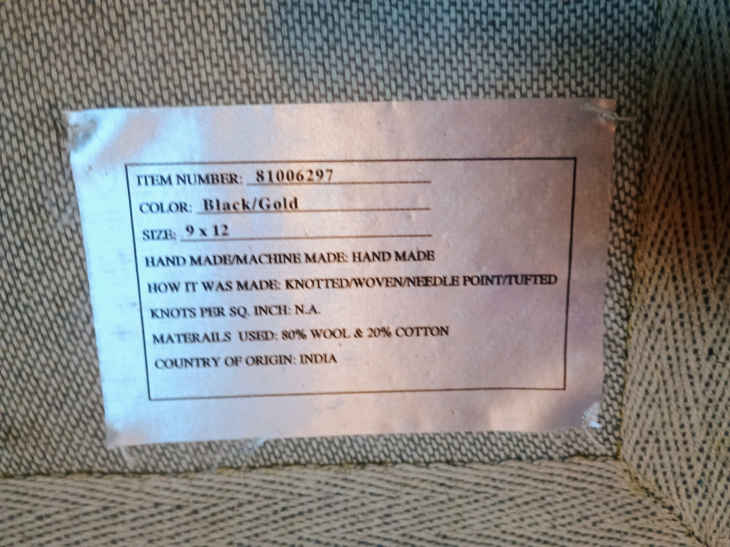 ITEM NUMBER: 81006297
COLOR: Black/Gold
SIZE: 9 x 12
HAND MADE/MACHINE MADE: HAND MADE
HOW IT WAS MADE: KNOTTED/WOVEN/NEEDLE POINT/TUFTED
KNOTS PER SQ. INCH: N.A.
MATERAILS USED: 80% WOOL & 20% COTTON
COUNTRY OF ORIGIN: INDIA